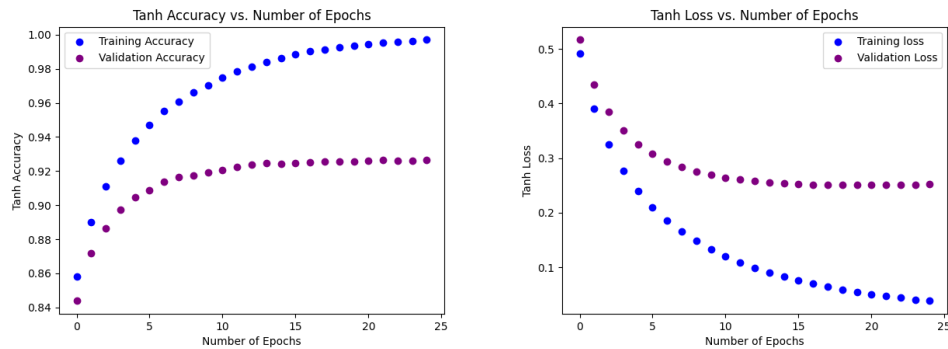 Tanh Accuracy vs. Number of Epochs
Training Accuracy
Validation Accuracy
Tanh Accuracy
1.00
0.98
0.96
0.94
0.92
0.90
0.88
0.86
0.84
0 5 10 15 20 25
Number of Epochs
Tanh Loss vs. Number of Epochs
Training loss
Validation Loss
Tanh Loss
0.5
0.4
0.3
0.2
0.1
0 5 10 15 20 25
Number of Epochs